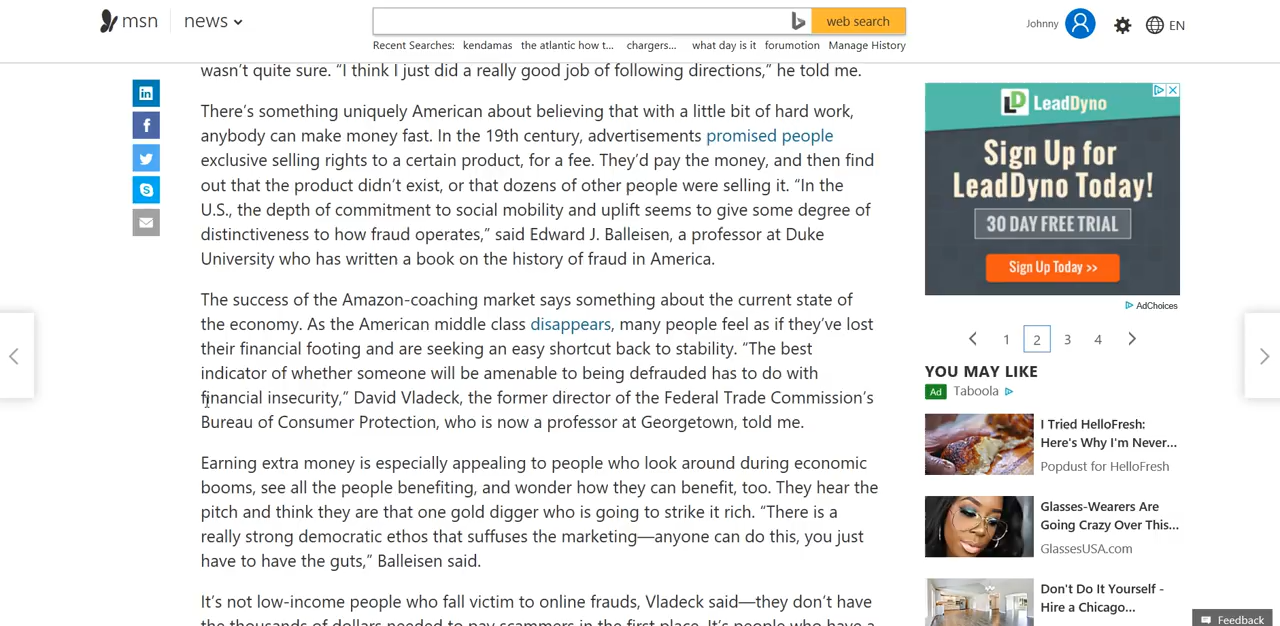 msn
news
web search
Johnny
EN
Recent Searches: kendamas the atlantic how t... chargers... what day is it forumotion Manage History
wasn't quite sure. “I think I just did a really good job of following directions,” he told me.
There's something uniquely American about believing that with a little bit of hard work,
anybody can make money fast. In the 19th century, advertisements promised people
exclusive selling rights to a certain product, for a fee. They'd pay the money, and then find
out that the product didn't exist, or that dozens of other people were selling it. “In the
U.S., the depth of commitment to social mobility and uplift seems to give some degree of
distinctiveness to how fraud operates,” said Edward J. Balleisen, a professor at Duke
University who has written a book on the history of fraud in America.
The success of the Amazon-coaching market says something about the current state of
the economy. As the American middle class disappears, many people feel as if they've lost
their financial footing and are seeking an easy shortcut back to stability. “The best
indicator of whether someone will be amenable to being defrauded has to do with
financial insecurity,” David Vladeck, the former director of the Federal Trade Commission's
Bureau of Consumer Protection, who is now a professor at Georgetown, told me.
Earning extra money is especially appealing to people who look around during economic
booms, see all the people benefiting, and wonder how they can benefit, too. They hear the
pitch and think they are that one gold digger who is going to strike it rich. “There is a
really strong democratic ethos that suffuses the marketing—anyone can do this, you just
have to have the guts,” Balleisen said.
It's not low-income people who fall victim to online frauds, Vladeck said—they don't have
the thousands of dollars needed to pay scammers in the first place. It's people who have a
LeadDyno
Sign Up for
LeadDyno Today!
30 DAY FREE TRIAL
Sign Up Today >>
AdChoices
1 2 3 4
YOU MAY LIKE
Ad Taboola
I Tried HelloFresh:
Here's Why I'm Never...
Popdust for HelloFresh
Glasses-Wearers Are
Going Crazy Over This...
GlassesUSA.com
Don't Do It Yourself -
Hire a Chicago...
Feedback